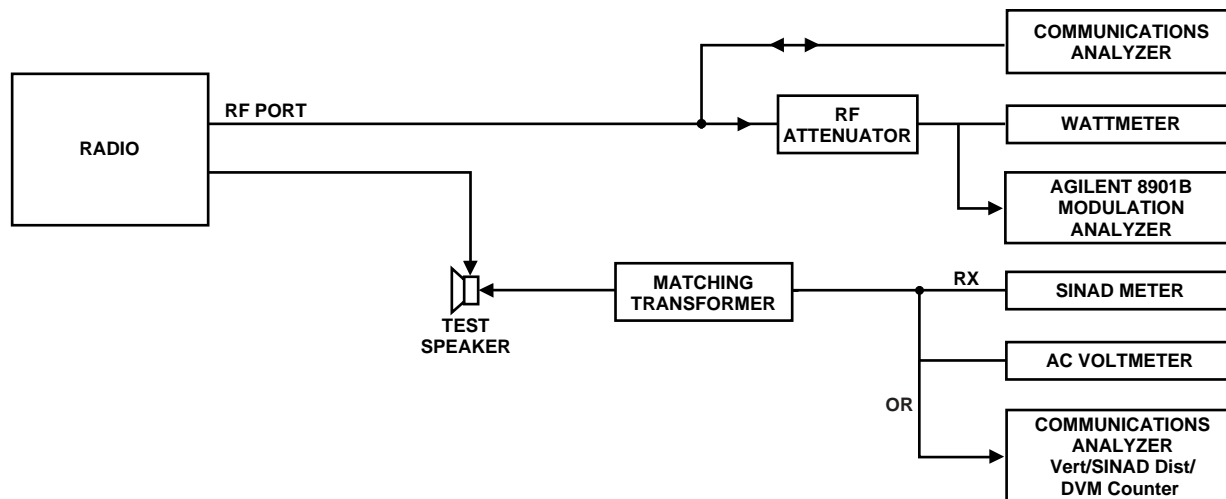 COMMUNICATIONS
ANALYZER
RF PORT
RF
ATTENUATOR
WATTMETER
RADIO
AGILENT 8901B
MODULATION
ANALYZER
MATCHING
TRANSFORMER
RX
SINAD METER
TEST
SPEAKER
AC VOLTMETER
OR
COMMUNICATIONS
ANALYZER
Vert/SINAD Dist/
DVM Counter